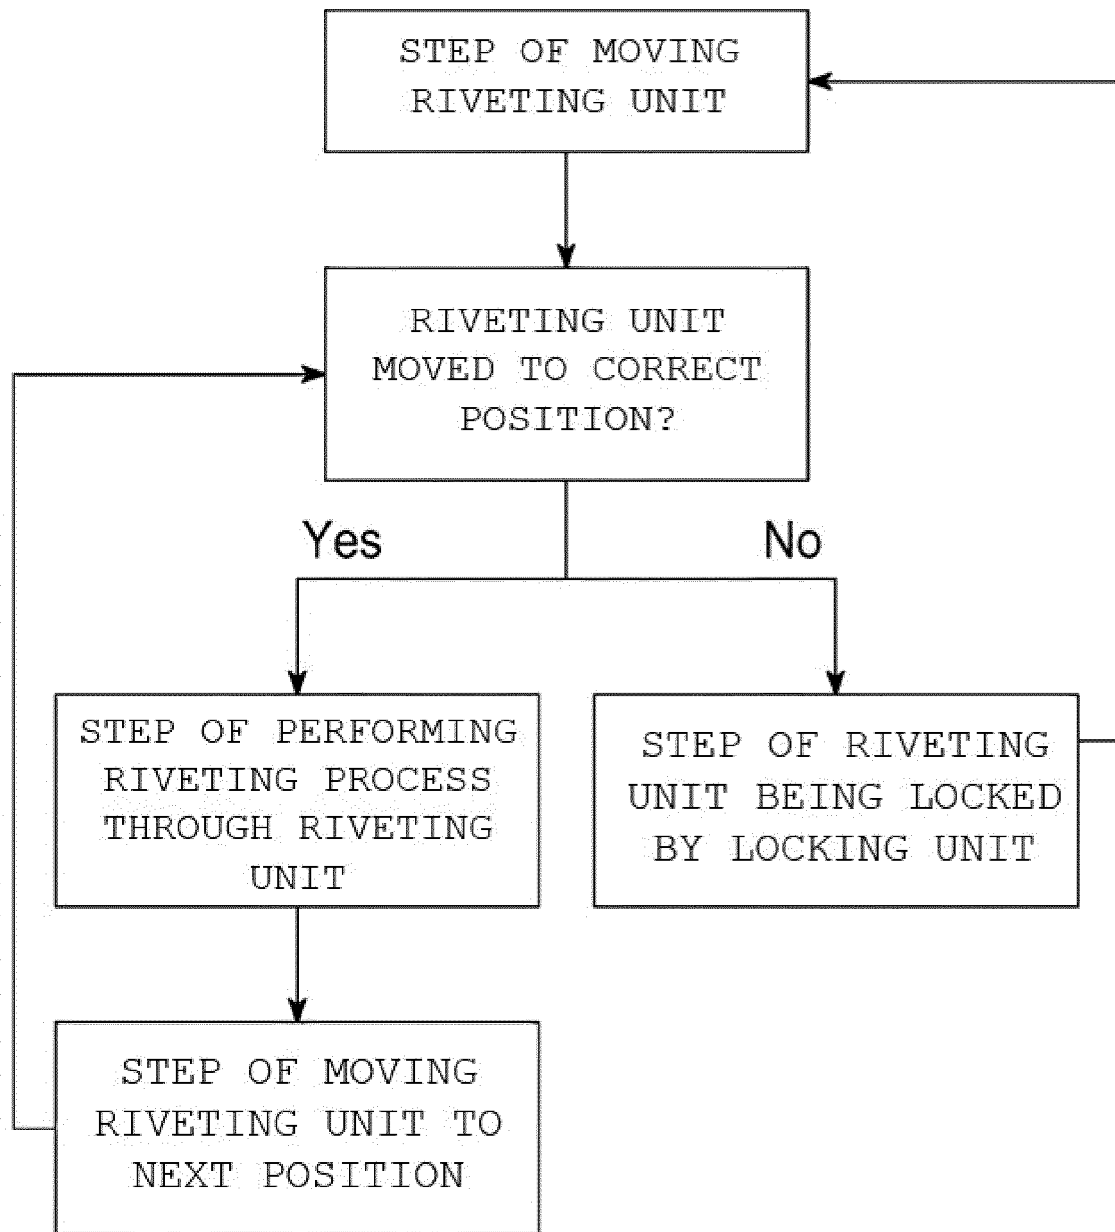 STEP OF MOVING
RIVETING UNIT
RIVETING UNIT
MOVED TO CORRECT
POSITION?
Yes
No
STEP OF PERFORMING
RIVETING PROCESS
THROUGH RIVETING
UNIT
STEP OF RIVETING
UNIT BEING LOCKED
BY LOCKING UNIT
STEP OF MOVING
RIVETING UNIT TO
NEXT POSITION